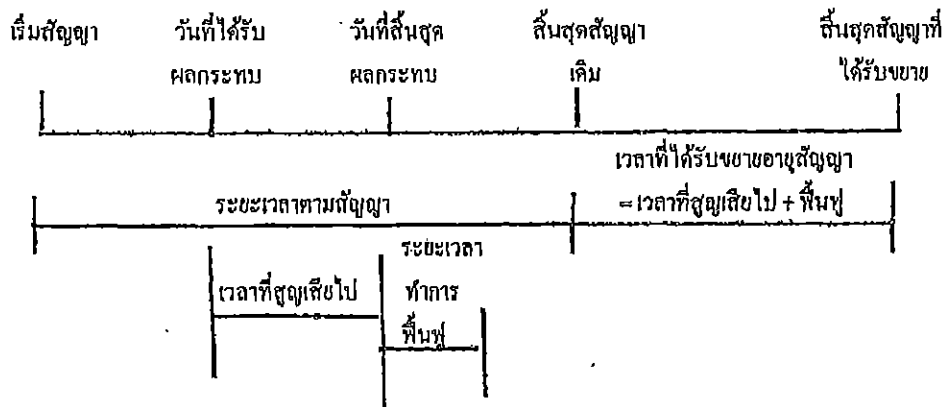 เริ่มสัญญา วันที่ได้รับ วันที่สิ้นสุด สิ้นสุดสัญญา สิ้นสุดสัญญาที่
ผลกระทบ ผลกระทบ เดิม ได้รับขยาย
เวลาที่ได้รับขยายอายุสัญญา
ระยะเวลาตามสัญญา = เวลาที่สูญเสียไป + ฟื้นฟู
ระยะเวลา
เวลาที่สูญเสียไป ทำการ
ฟื้นฟู